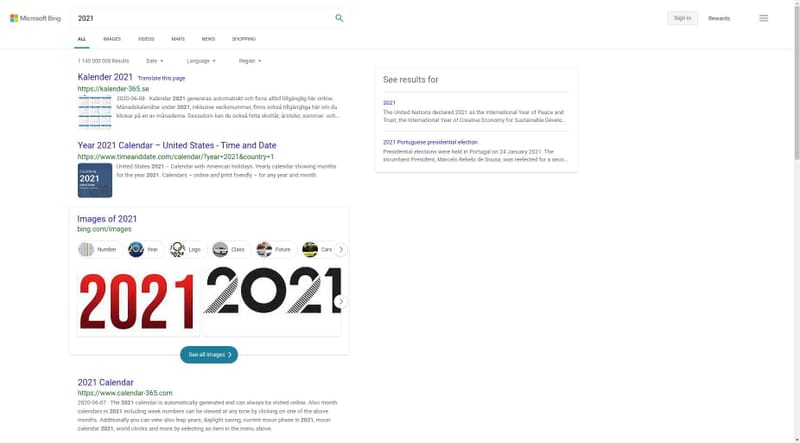 Microsoft Bing
2021
Sign in
Rewards
ALL
IMAGES
VIDEOS
MAPS
NEWS
SHOPPING
1 140 000 000 Results
Date
Language
Region
Kalender 2021 Translate this page
https://kalender-365.se
2020-06-08 · Kalender 2021 genereras automatiskt och finns alltid tillgänglig här online.
Månadskalendrar under 2021, inklusive veckonummer, finns också tillgängliga här om du
klickar på en av månaderna. Dessutom kan du också hitta skottår, årstider, sommar- och...
Year 2021 Calendar – United States - Time and Date
https://www.timeanddate.com/calendar/?year=2021&country=1
2021
United States 2021 – Calendar with American holidays. Yearly calendar showing months
for the year 2021. Calendars – online and print friendly – for any year and month
Images of 2021
bing.com/images
Number
Year
Logo
Class
Future
Cars
2021
2021
See all images
2021 Calendar
https://www.calendar-365.com
2020-06-07 · The 2021 calendar is automatically generated and can always be visited online. Also month
calendars in 2021 including week numbers can be viewed at any time by clicking on one of the above
months. Additionally you can view also leap years, daylight saving, current moon phase in 2021, moon
calendar 2021, world clocks and more by selecting an item in the menu above.
See results for
2021
The United Nations declared 2021 as the International Year of Peace and
Trust, the International Year of Creative Economy for Sustainable Develo...
2021 Portuguese presidential election
Presidential elections were held in Portugal on 24 January 2021. The
incumbent President, Marcelo Rebelo de Sousa, was reelected for a seco...